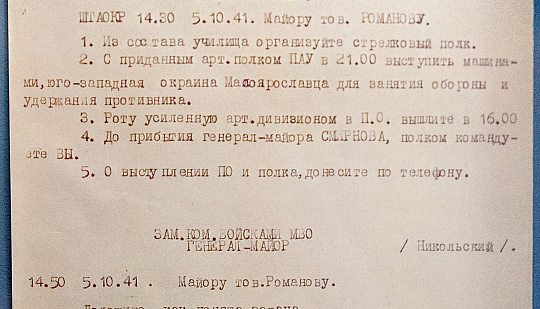 ШТАОКР 14.30 5.10.41. Майору тов. РОМАНОВУ.
1. Из состава училища организуйте стрелковый полк.
2. С приданным арт.полком ПАУ в 21.00 выступить машина-
ми,юго-западная окраина Малоярославца для занятия обороны и
удержания противника.
3. Роту усиленную арт.дивизионом в П.О. вышлите в 16.00
4. До прибытия генерал-майора СМИРНОВА, полком команду-
ете ВЫ.
5. О выступлении ПО и полка,донесите по телефону.
ЗАМ.КОМ.ВОЙСКАМИ МВО
ГЕНЕРАЛ-МАЙОР / Никольский /.
14.50 5.10.41 . Майору тов.Романову.